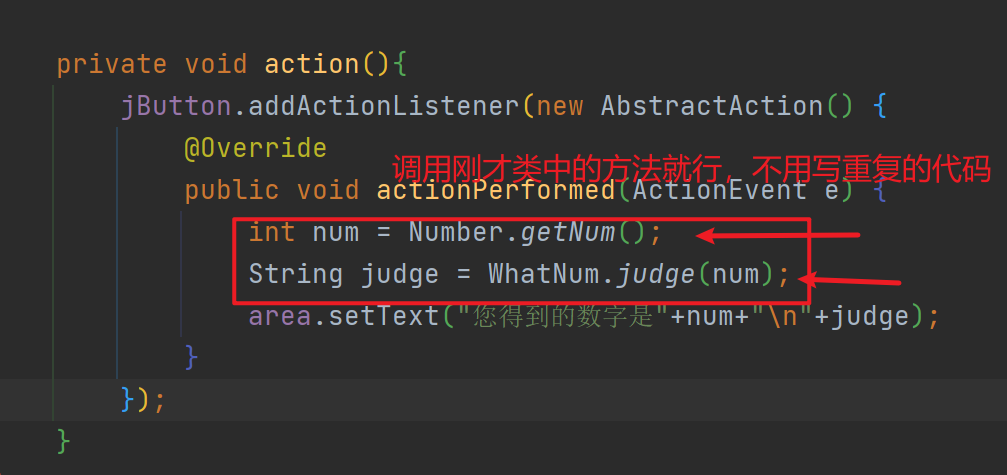 private void action(){
jButton.addActionListener(new AbstractAction() {
@Override
调用刚才类中的方法就行，不用写重复的代码
public void actionPerformed(ActionEvent e) {
int num = Number.getNum();
String judge = WhatNum.judge(num);
area.setText("您得到的数字是"+num+"\n"+judge);
}
});
}